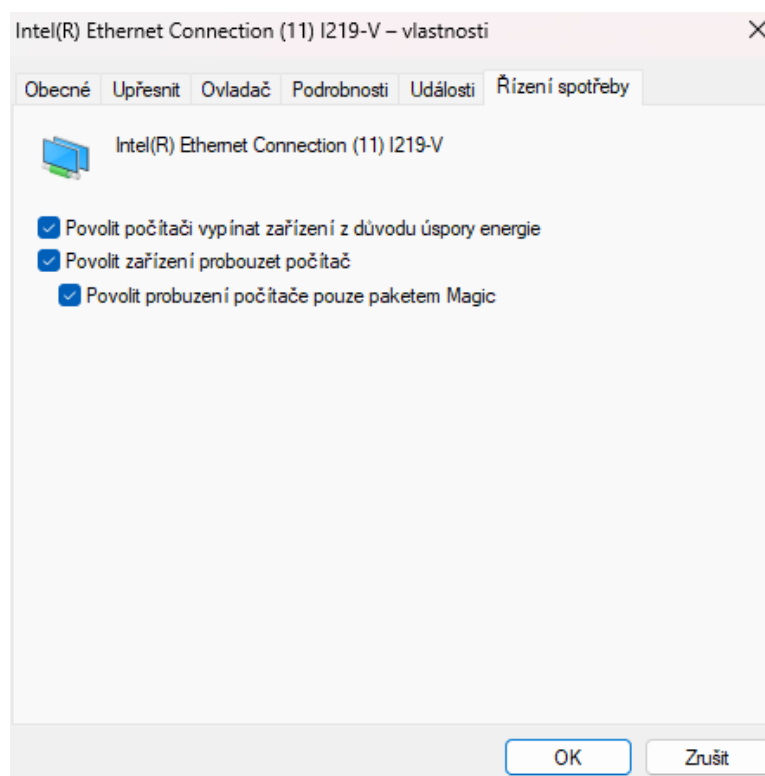 Intel(R) Ethernet Connection (11) I219-V – vlastnosti
Obecné Upřesnit Ovladač Podrobnosti Události Řízení spotřeby
Intel(R) Ethernet Connection (11) I219-V
Povolit počítači vypínat zařízení z důvodu úspory energie
Povolit zařízení probouzet počítač
Povolit probuzení počítače pouze paketem Magic
OK Zrušit